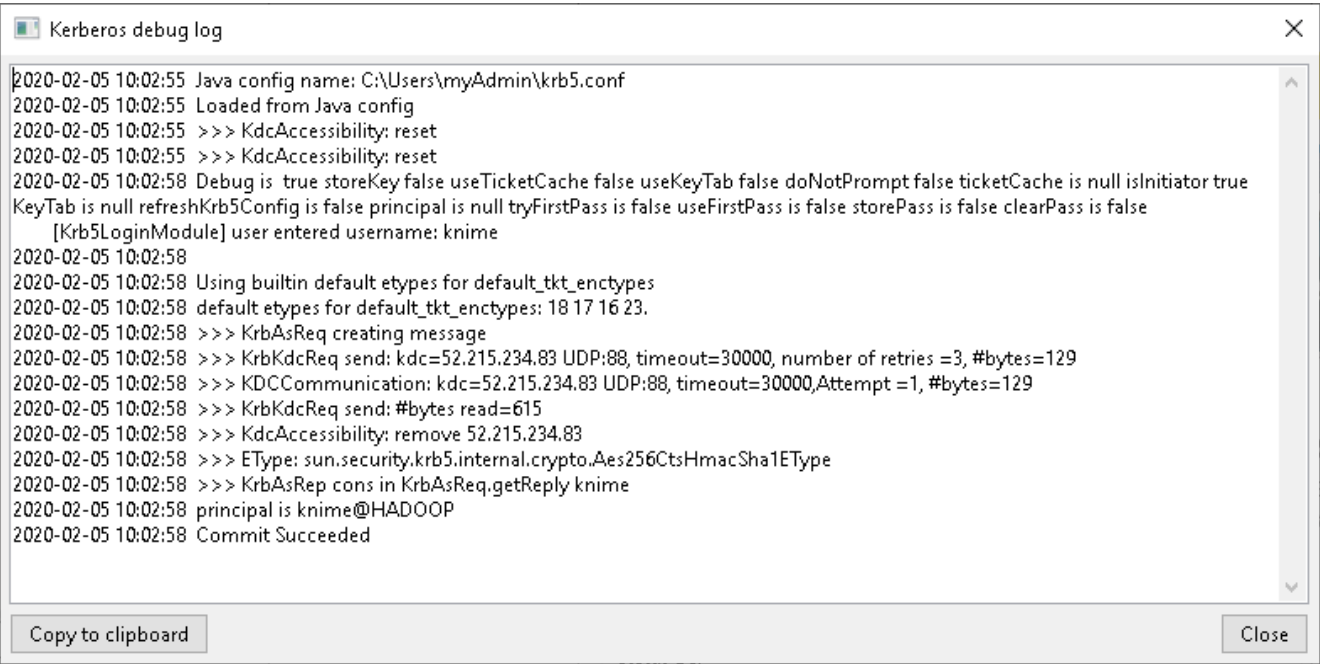 Kerberos debug log
2020-02-05 10:02:55 Java config name: C:\Users\myAdmin\krb5.conf
2020-02-05 10:02:55 Loaded from Java config
2020-02-05 10:02:55 >>> KdcAccessibility: reset
2020-02-05 10:02:55 >>> KdcAccessibility: reset
2020-02-05 10:02:58 Debug is  true storeKey false useTicketCache false useKeyTab false doNotPrompt false ticketCache is null isInitiator true
KeyTab is null refreshKrb5Config is false principal is null tryFirstPass is false useFirstPass is false storePass is false clearPass is false
[Krb5LoginModule] user entered username: knime
2020-02-05 10:02:58
2020-02-05 10:02:58 Using builtin default etypes for default_tkt_enctypes
2020-02-05 10:02:58 default etypes for default_tkt_enctypes: 18 17 16 23.
2020-02-05 10:02:58 >>> KrbAsReq creating message
2020-02-05 10:02:58 >>> KrbKdcReq send: kdc=52.215.234.83 UDP:88, timeout=30000, number of retries =3, #bytes=129
2020-02-05 10:02:58 >>> KDCCommunication: kdc=52.215.234.83 UDP:88, timeout=30000,Attempt =1, #bytes=129
2020-02-05 10:02:58 >>> KrbKdcReq send: #bytes read=615
2020-02-05 10:02:58 >>> KdcAccessibility: remove 52.215.234.83
2020-02-05 10:02:58 >>> EType: sun.security.krb5.internal.crypto.Aes256CtsHmacSha1EType
2020-02-05 10:02:58 >>> KrbAsRep cons in KrbAsReq.getReply knime
2020-02-05 10:02:58 principal is knime@HADOOP
2020-02-05 10:02:58 Commit Succeeded
Copy to clipboard
Close